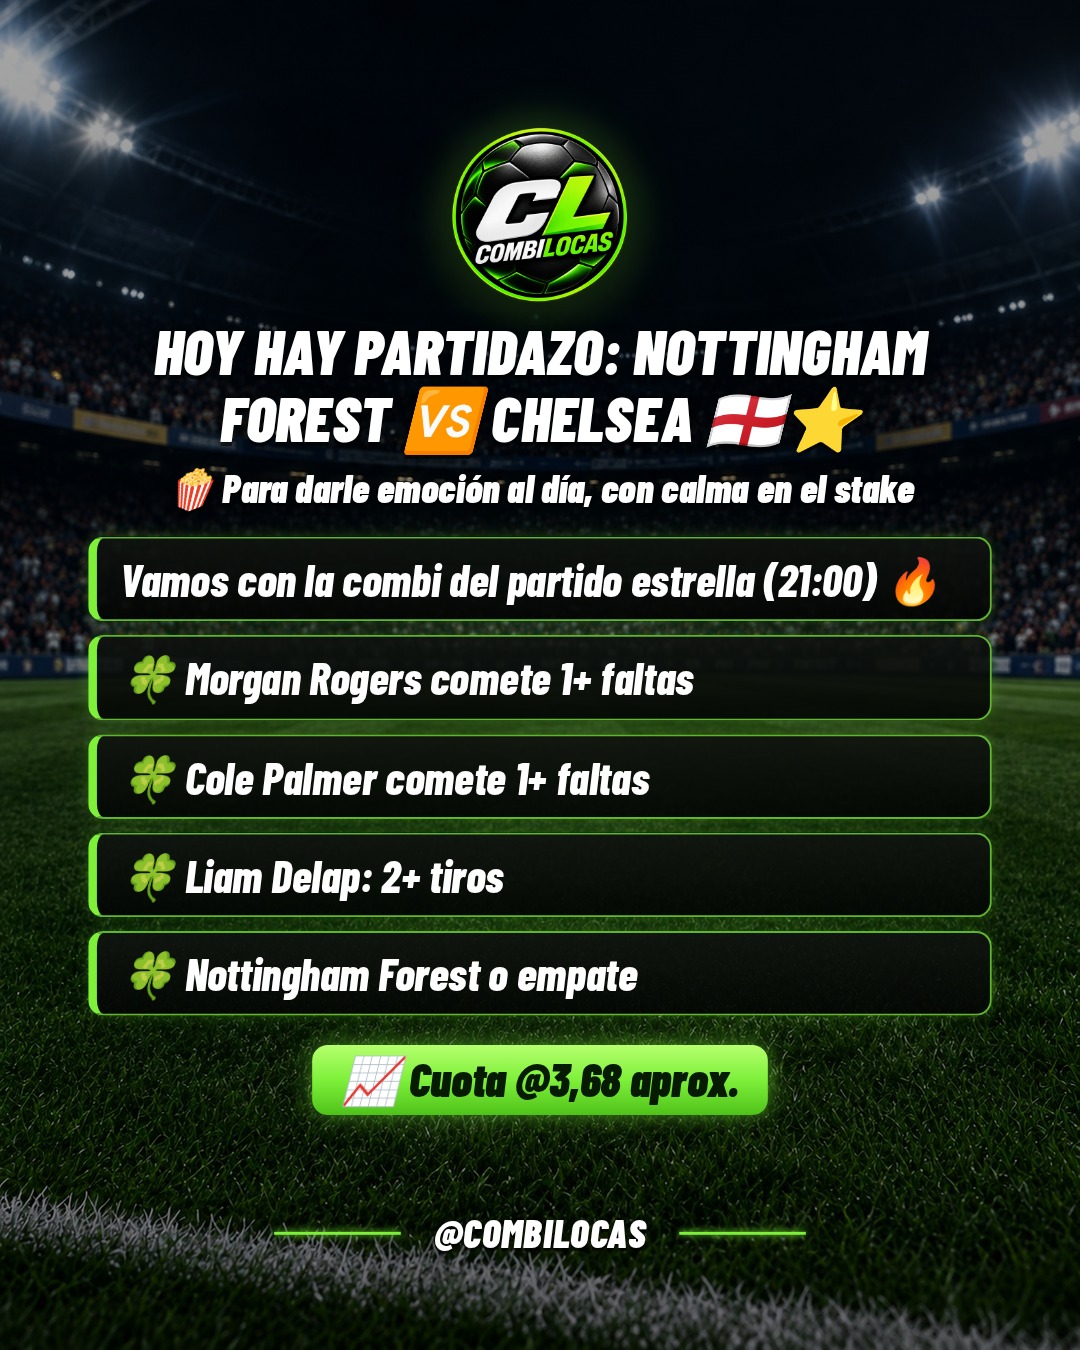 CL
COMBILOCAS
HOY HAY PARTIDAZO: NOTTINGHAM
FOREST 🆚 CHELSEA 🏴󠁧󠁢󠁥󠁮󠁧󠁿⭐
🍿 Para darle emoción al día, con calma en el stake
Vamos con la combi del partido estrella (21:00) 🔥
🍀 Morgan Rogers comete 1+ faltas
🍀 Cole Palmer comete 1+ faltas
🍀 Liam Delap: 2+ tiros
🍀 Nottingham Forest o empate
📈 Cuota @3,68 aprox.
@COMBILOCAS